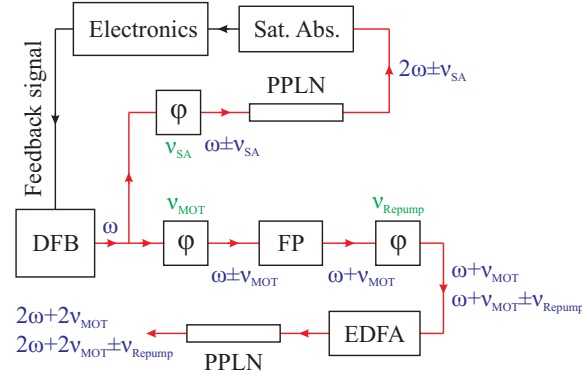 Electronics
Sat. Abs.
Feedback signal
2ω±ν_SA
PPLN
φ
ν_SA
ω±ν_SA
ω
ν_MOT
ν_Repump
DFB
φ
FP
φ
ω±ν_MOT
ω+ν_MOT
ω+ν_MOT
ω+ν_MOT±ν_Repump
2ω+2ν_MOT
2ω+2ν_MOT±ν_Repump
EDFA
PPLN